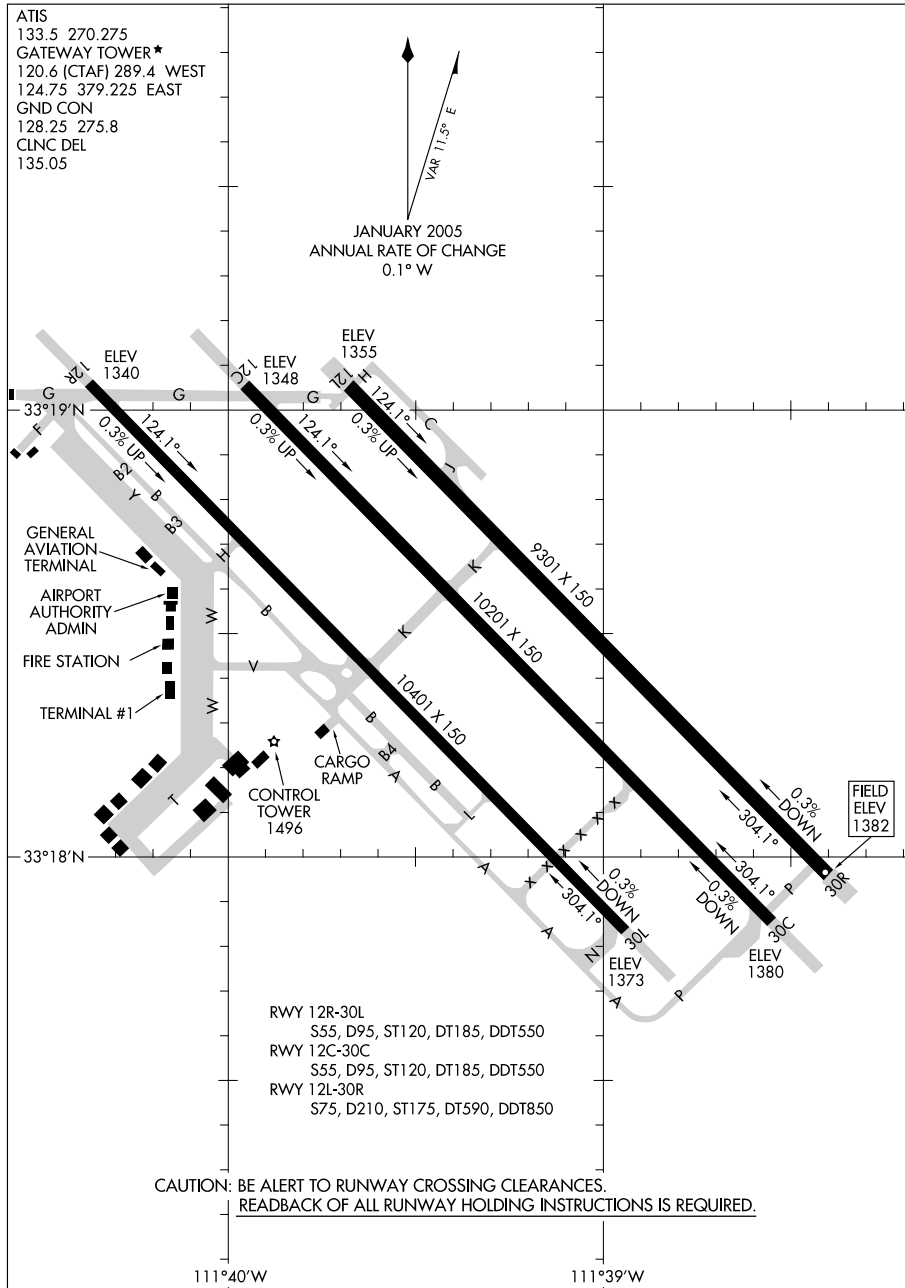 ATIS
133.5 270.275
GATEWAY TOWER★
120.6 (CTAF) 289.4 WEST
124.75 379.225 EAST
GND CON
128.25 275.8
CLNC DEL
135.05
VAR 11.5° E
JANUARY 2005
ANNUAL RATE OF CHANGE
0.1° W
ELEV
1340
ELEV
1348
ELEV
1355
12R
12C
12L
H
G
G
G
33°19'N
F
124.1°
0.3% UP
124.1°
0.3% UP
124.1°
0.3% UP
C
J
B2
Y
B
B3
H
GENERAL
AVIATION
TERMINAL
AIRPORT
AUTHORITY
ADMIN
FIRE STATION
TERMINAL #1
W
W
V
B
K
K
9301 X 150
10201 X 150
10401 X 150
B
B4
A
B
L
CARGO
RAMP
CONTROL
TOWER
1496
T
X X X X X X
FIELD
ELEV
1382
0.3%
DOWN
304.1°
0.3%
DOWN
304.1°
0.3%
DOWN
304.1°
33°18'N
A
A
N
A
P
P
30R
30C
30L
ELEV
1373
ELEV
1380
RWY 12R-30L
S55, D95, ST120, DT185, DDT550
RWY 12C-30C
S55, D95, ST120, DT185, DDT550
RWY 12L-30R
S75, D210, ST175, DT590, DDT850
CAUTION: BE ALERT TO RUNWAY CROSSING CLEARANCES.
READBACK OF ALL RUNWAY HOLDING INSTRUCTIONS IS REQUIRED.
111°40'W
111°39'W